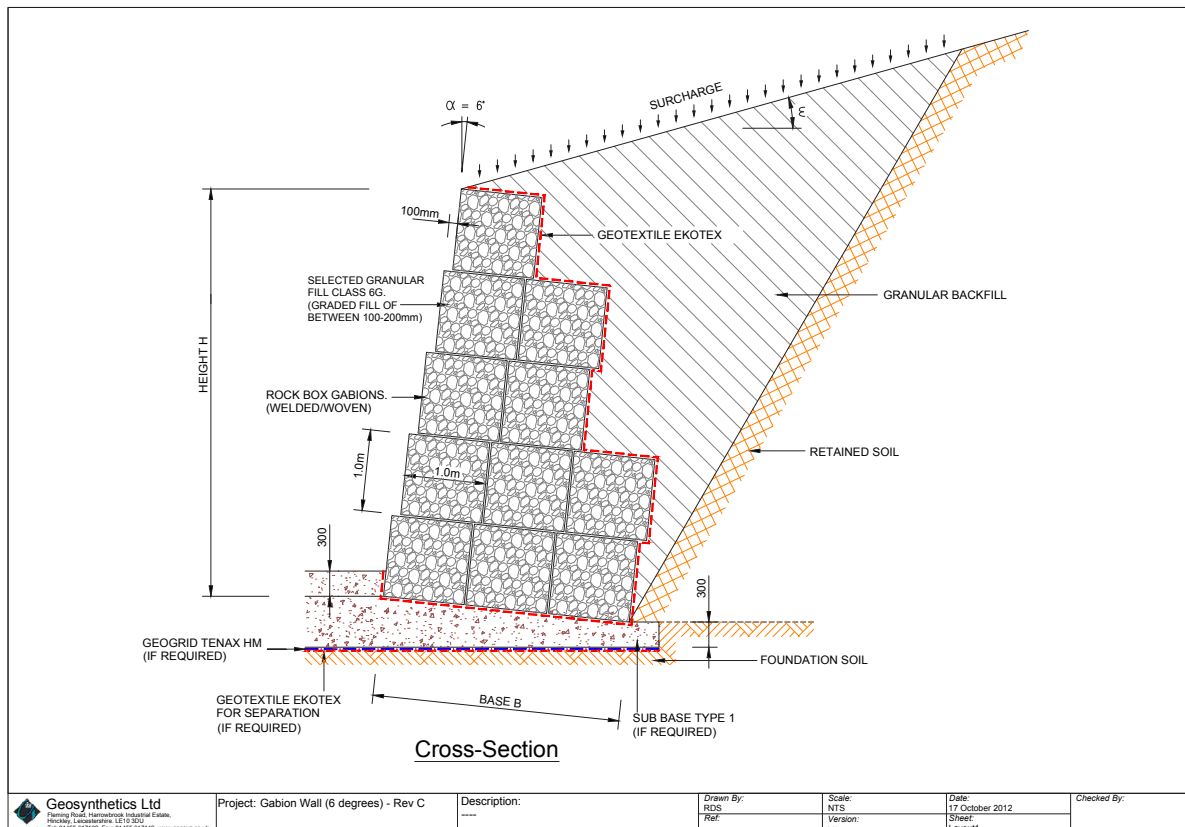 SURCHARGE
α = 6°
ε
100mm
GEOTEXTILE EKOTEX
SELECTED GRANULAR
FILL CLASS 6G.
(GRADED FILL OF
BETWEEN 100-200mm)
GRANULAR BACKFILL
HEIGHT H
ROCK BOX GABIONS.
(WELDED/WOVEN)
1.0m
1.0m
RETAINED SOIL
300
300
GEOGRID TENAX HM
(IF REQUIRED)
FOUNDATION SOIL
GEOTEXTILE EKOTEX
FOR SEPARATION
(IF REQUIRED)
BASE B
SUB BASE TYPE 1
(IF REQUIRED)
Cross-Section
Geosynthetics Ltd
Fleming Road, Harrowbrook Industrial Estate,
Hinckley, Leicestershire. LE10 3DU
Project: Gabion Wall (6 degrees) - Rev C
Description:
----
Drawn By:
RDS
Ref:
Scale:
NTS
Version:
Date:
17 October 2012
Sheet:
Checked By: